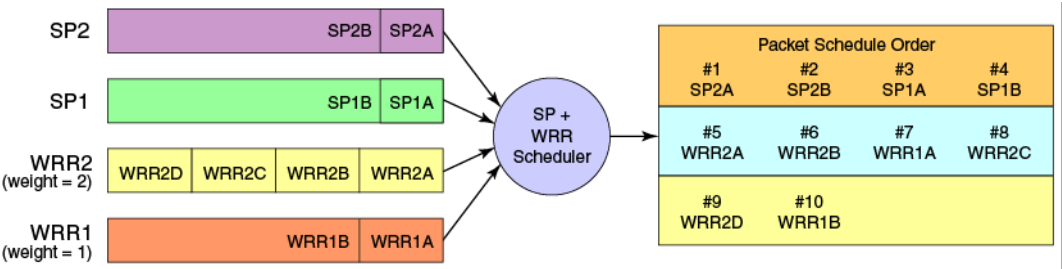 SP2
SP2B SP2A
SP1
SP1B SP1A
WRR2
(weight = 2)
WRR2D WRR2C WRR2B WRR2A
WRR1
(weight = 1)
WRR1B WRR1A
SP +
WRR
Scheduler
Packet Schedule Order
#1 #2 #3 #4
SP2A SP2B SP1A SP1B
#5 #6 #7 #8
WRR2A WRR2B WRR1A WRR2C
#9 #10
WRR2D WRR1B